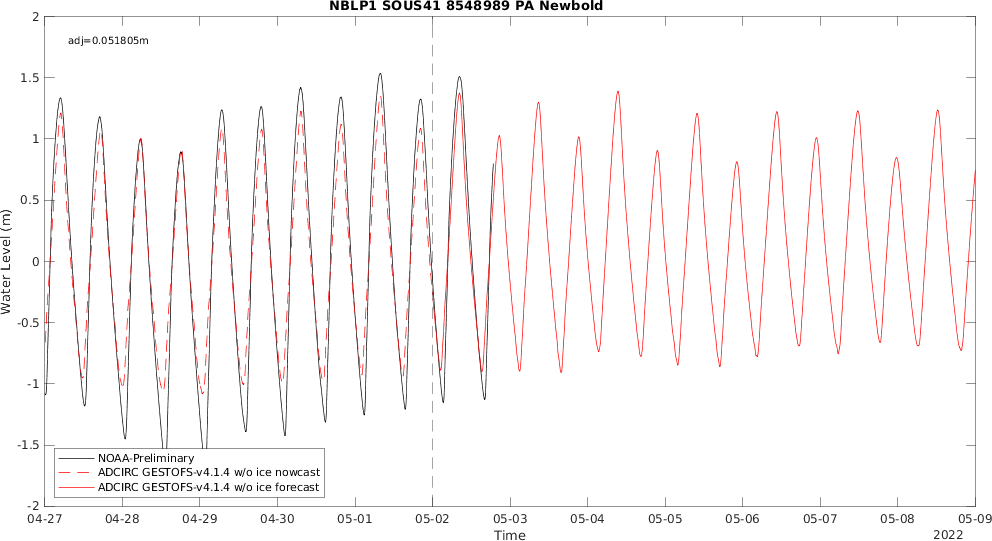 NBLP1 SOUS41 8548989 PA Newbold
adj=0.051805m
2
1.5
1
0.5
0
-0.5
-1
-1.5
-2
Water Level (m)
NOAA-Preliminary
ADCIRC GESTOFS-v4.1.4 w/o ice nowcast
ADCIRC GESTOFS-v4.1.4 w/o ice forecast
04-27 04-28 04-29 04-30 05-01 05-02 05-03 05-04 05-05 05-06 05-07 05-08 05-09
Time
2022